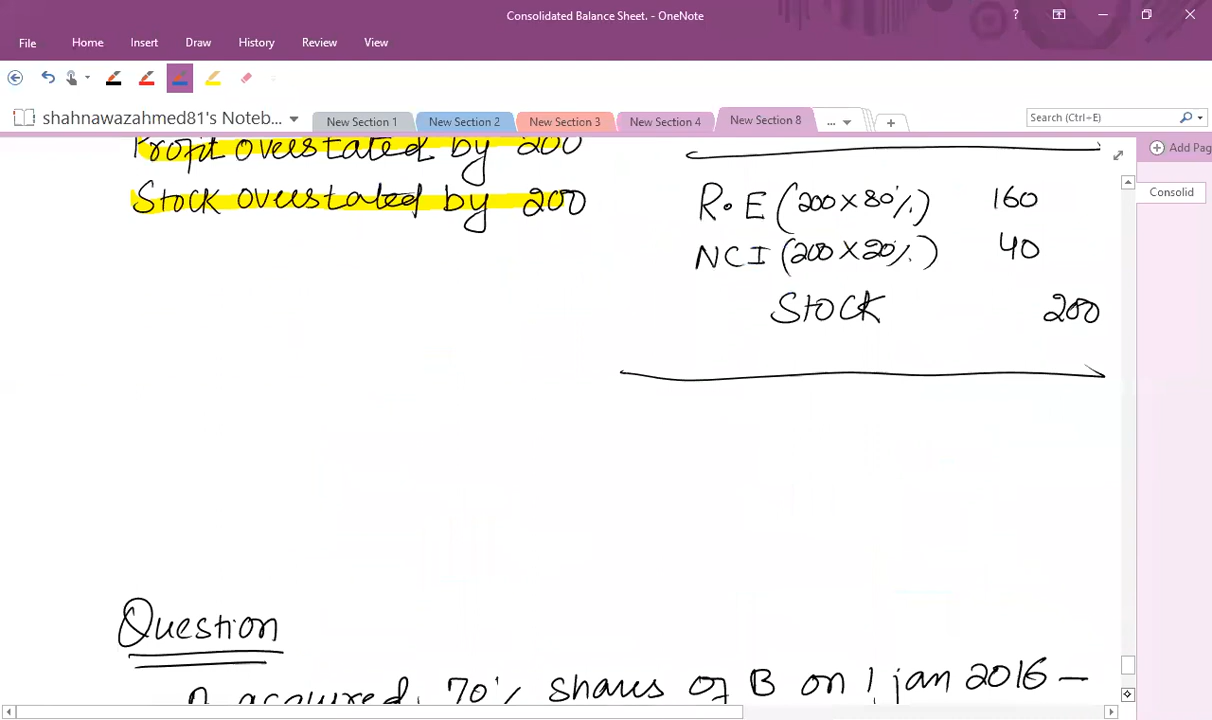 Consolidated Balance Sheet. - OneNote
?
File Home Insert Draw History Review View
shahnawazahmed81's Noteb... New Section 1 New Section 2 New Section 3 New Section 4 New Section 8 ... Search (Ctrl+E)
Add Pag
Consolid
Profit overstated by 200
Stock overstated by 200
R.E (200 X 80%) 160
NCI (200 X 20%) 40
Stock 200
Question
A acquired 70% shares of B on 1 jan 2016 –